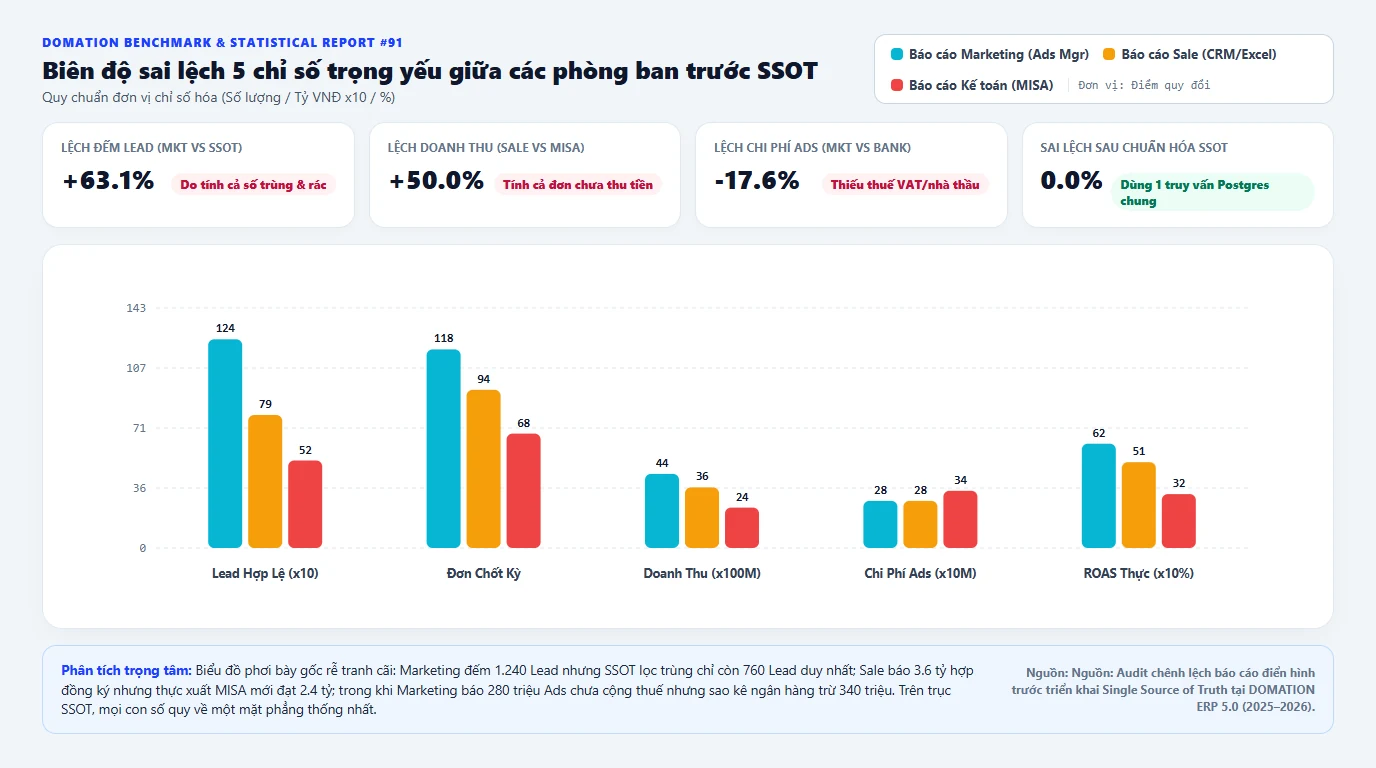 DOMATION BENCHMARK & STATISTICAL REPORT #91
Biên độ sai lệch 5 chỉ số trọng yếu giữa các phòng ban trước SSOT
Quy chuẩn đơn vị chỉ số hóa (Số lượng / Tỷ VNĐ x10 / %)
Báo cáo Marketing (Ads Mgr)
Báo cáo Sale (CRM/Excel)
Báo cáo Kế toán (MISA)
Đơn vị: Điểm quy đổi
LỆCH ĐẾM LEAD (MKT VS SSOT)
+63.1%
Do tính cả số trùng & rác
LỆCH DOANH THU (SALE VS MISA)
+50.0%
Tính cả đơn chưa thu tiền
LỆCH CHI PHÍ ADS (MKT VS BANK)
-17.6%
Thiếu thuế VAT/nhà thầu
SAI LỆCH SAU CHUẨN HÓA SSOT
0.0%
Dùng 1 truy vấn Postgres
chung
143
107
71
36
0
124
79
52
118
94
68
44
36
24
28
28
34
62
51
32
Lead Hợp Lệ (x10)
Đơn Chốt Ký
Doanh Thu (x100M)
Chi Phí Ads (x10M)
ROAS Thực (x10%)
Phân tích trọng tâm: Biểu đồ phơi bày gốc rễ tranh cãi: Marketing đếm 1.240 Lead nhưng SSOT lọc trùng chỉ còn 760 Lead duy nhất; Sale báo 3.6 tỷ hợp
đồng ký nhưng thực xuất MISA mới đạt 2.4 tỷ; trong khi Marketing báo 280 triệu Ads chưa cộng thuế nhưng sao kê ngân hàng trừ 340 triệu. Trên trục
SSOT, mọi con số quy về một mặt phẳng thống nhất.
Nguồn: Nguồn: Audit chênh lệch báo cáo điển hình
trước triển khai Single Source of Truth tại DOMATION
ERP 5.0 (2025–2026).